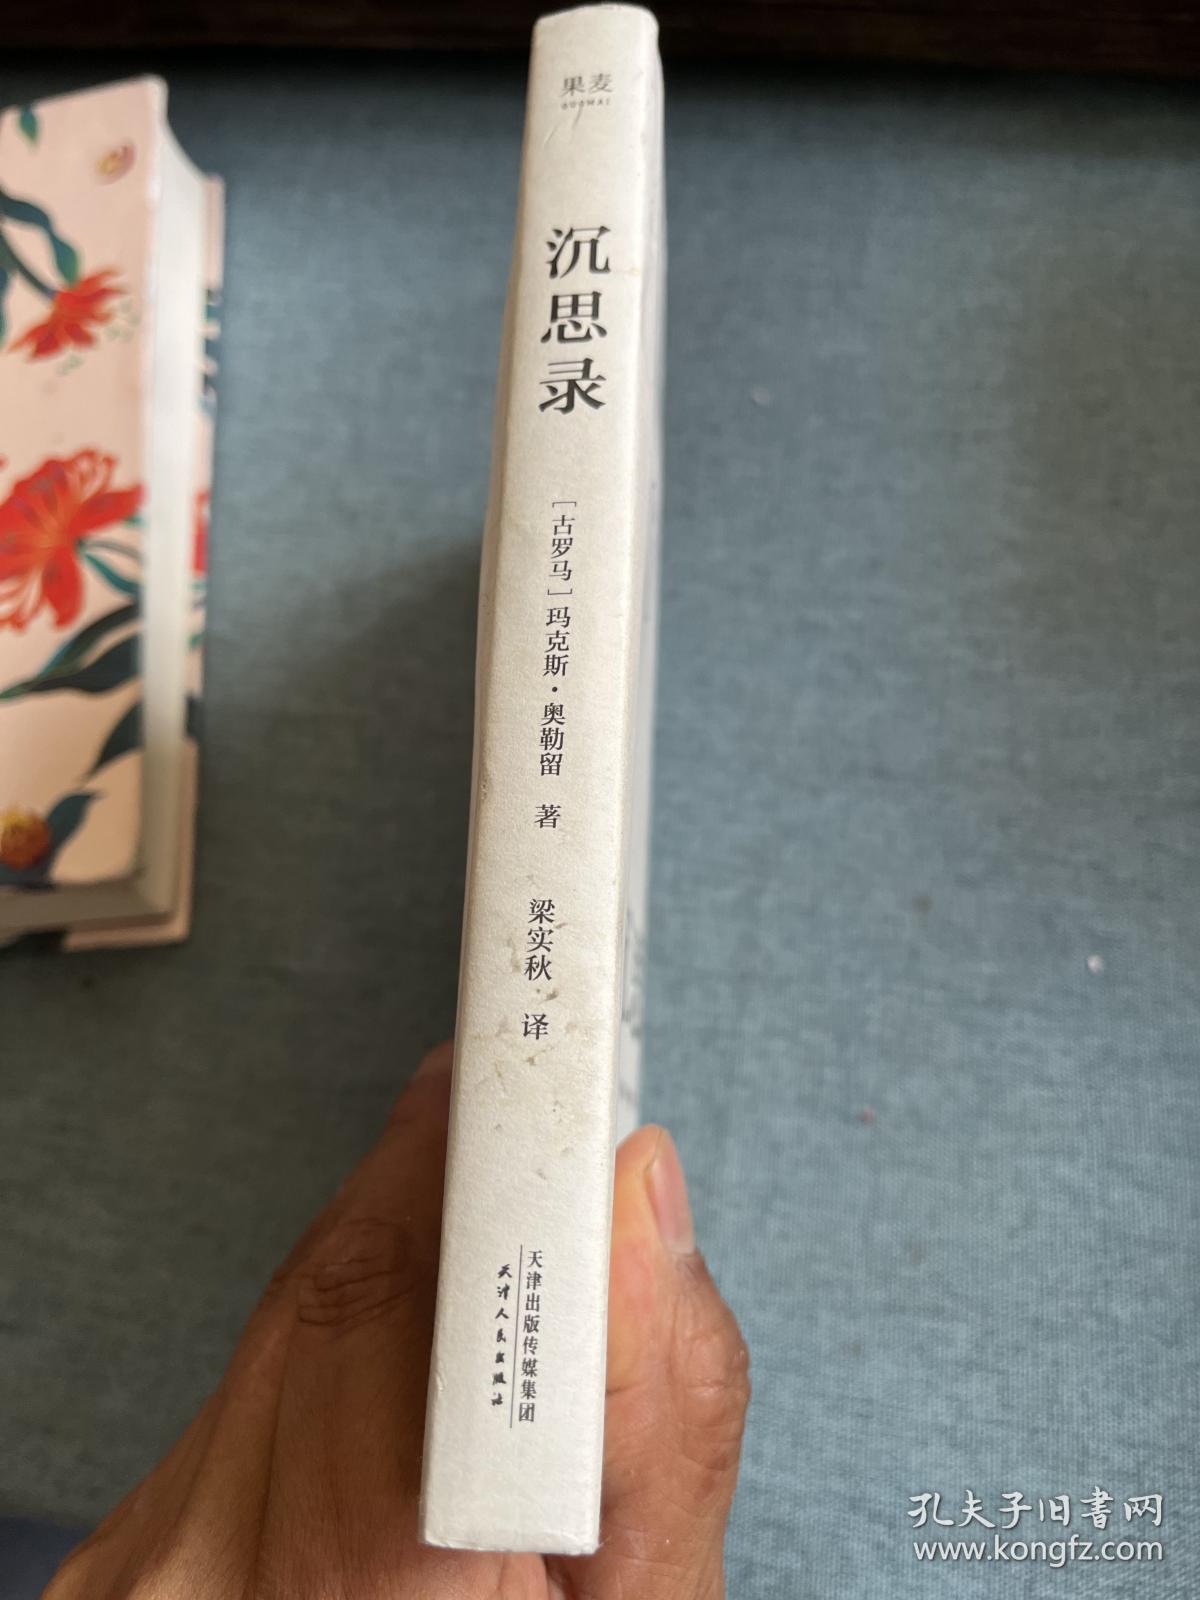 果麦
GUOMAI
沉思录
［古罗马］玛克斯·奥勒留 著
梁实秋 译
天津出版传媒集团
天津人民出版社
孔夫子旧书网
www.kongfz.com